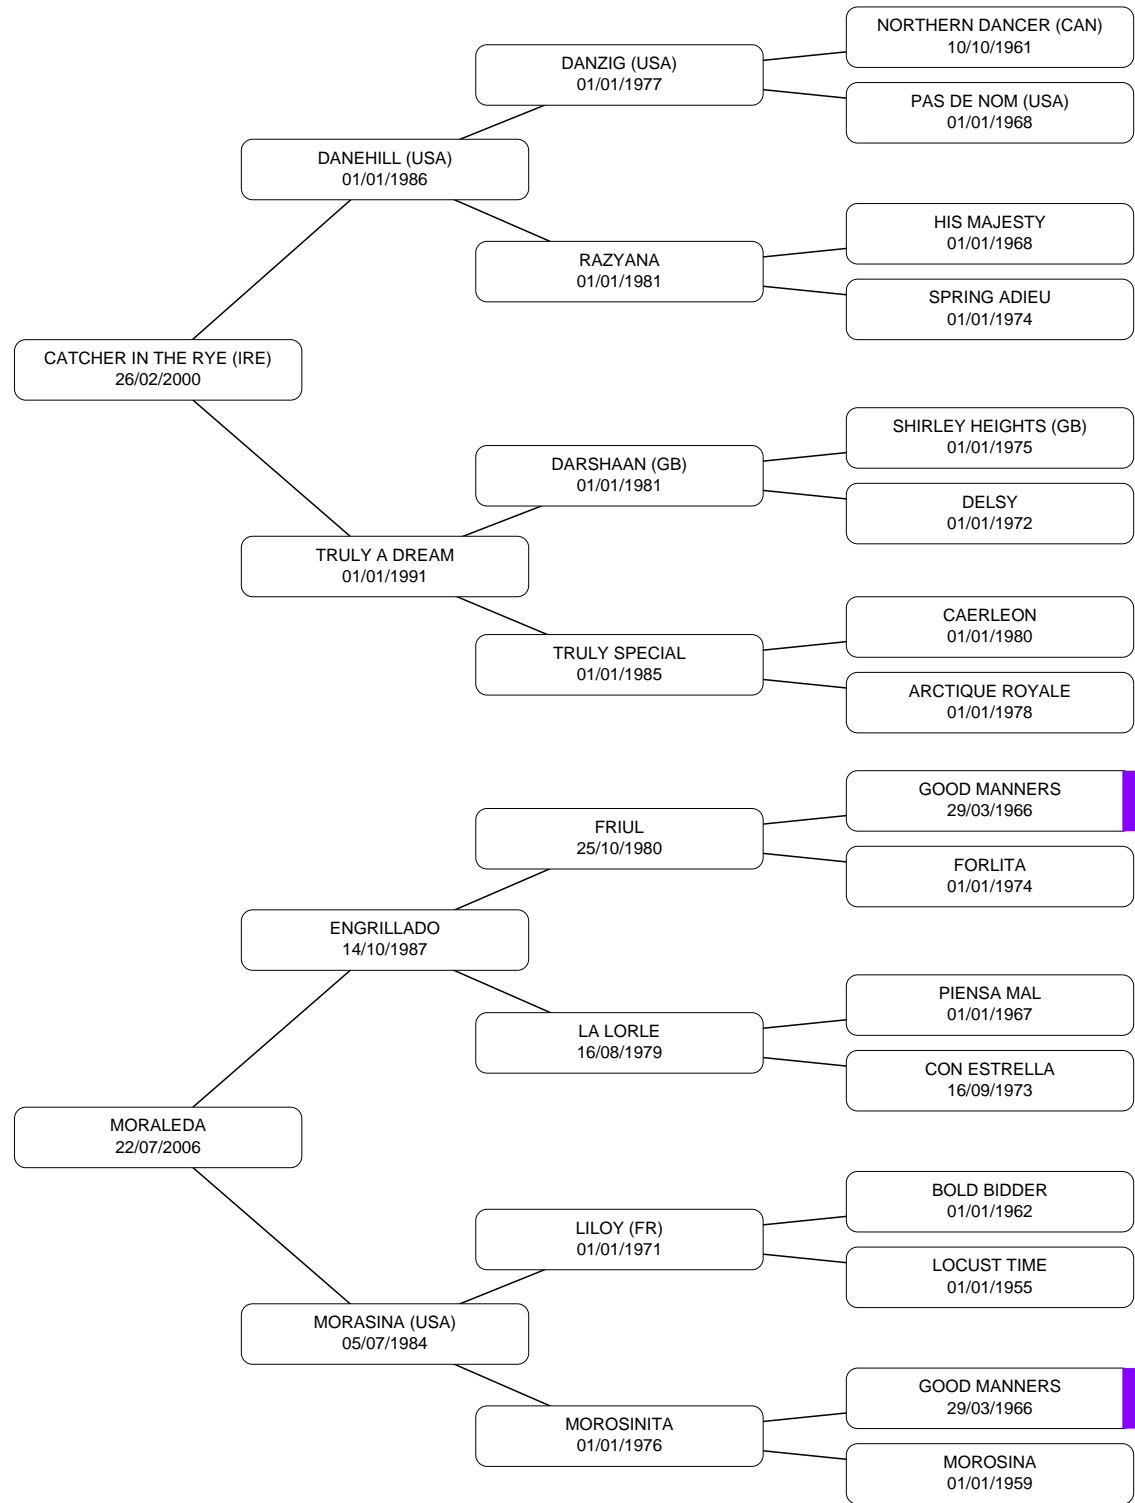 NORTHERN DANCER (CAN)
10/10/1961
DANZIG (USA)
01/01/1977
PAS DE NOM (USA)
01/01/1968
DANEHILL (USA)
01/01/1986
HIS MAJESTY
01/01/1968
RAZYANA
01/01/1981
SPRING ADIEU
01/01/1974
CATCHER IN THE RYE (IRE)
26/02/2000
SHIRLEY HEIGHTS (GB)
01/01/1975
DARSHAAN (GB)
01/01/1981
DELSY
01/01/1972
TRULY A DREAM
01/01/1991
CAERLEON
01/01/1980
TRULY SPECIAL
01/01/1985
ARCTIQUE ROYALE
01/01/1978
GOOD MANNERS
29/03/1966
FRIUL
25/10/1980
FORLITA
01/01/1974
ENGRILLADO
14/10/1987
PIENSA MAL
01/01/1967
LA LORLE
16/08/1979
CON ESTRELLA
16/09/1973
MORALEDA
22/07/2006
BOLD BIDDER
01/01/1962
LILOY (FR)
01/01/1971
LOCUST TIME
01/01/1955
MORASINA (USA)
05/07/1984
GOOD MANNERS
29/03/1966
MOROSINITA
01/01/1976
MOROSINA
01/01/1959